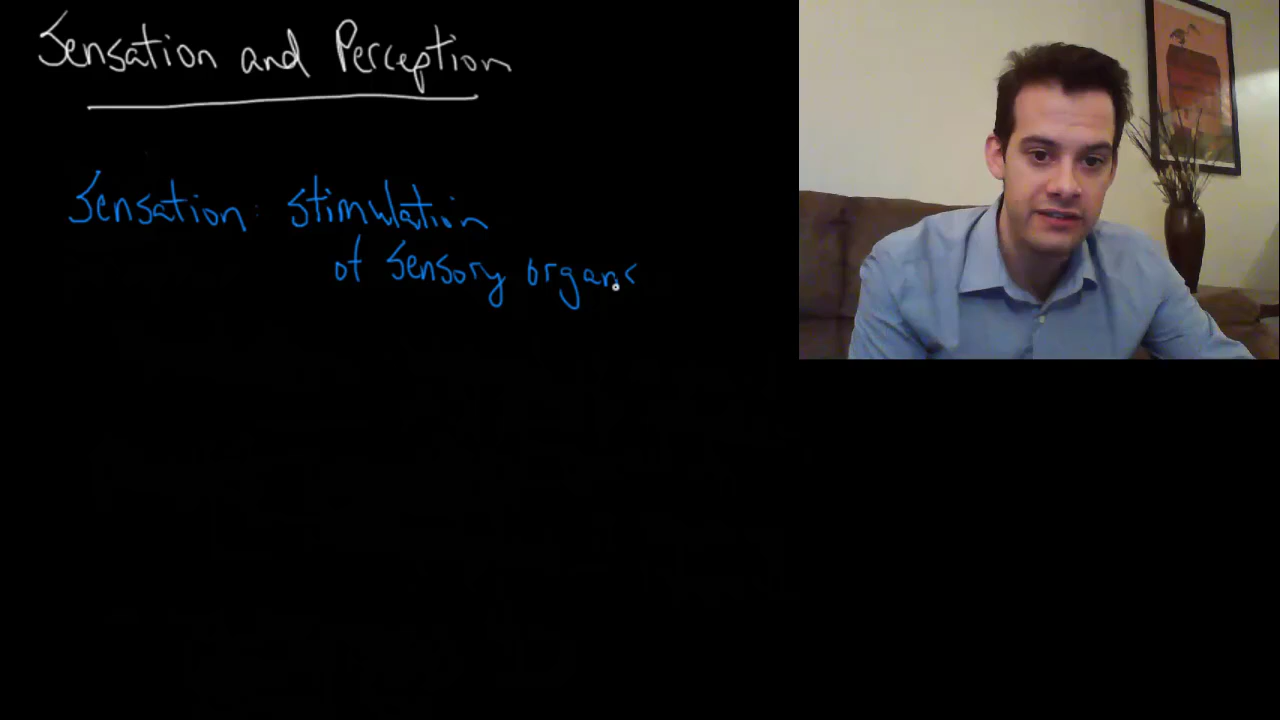 Sensation and Perception
Sensation: stimulation
of sensory organs